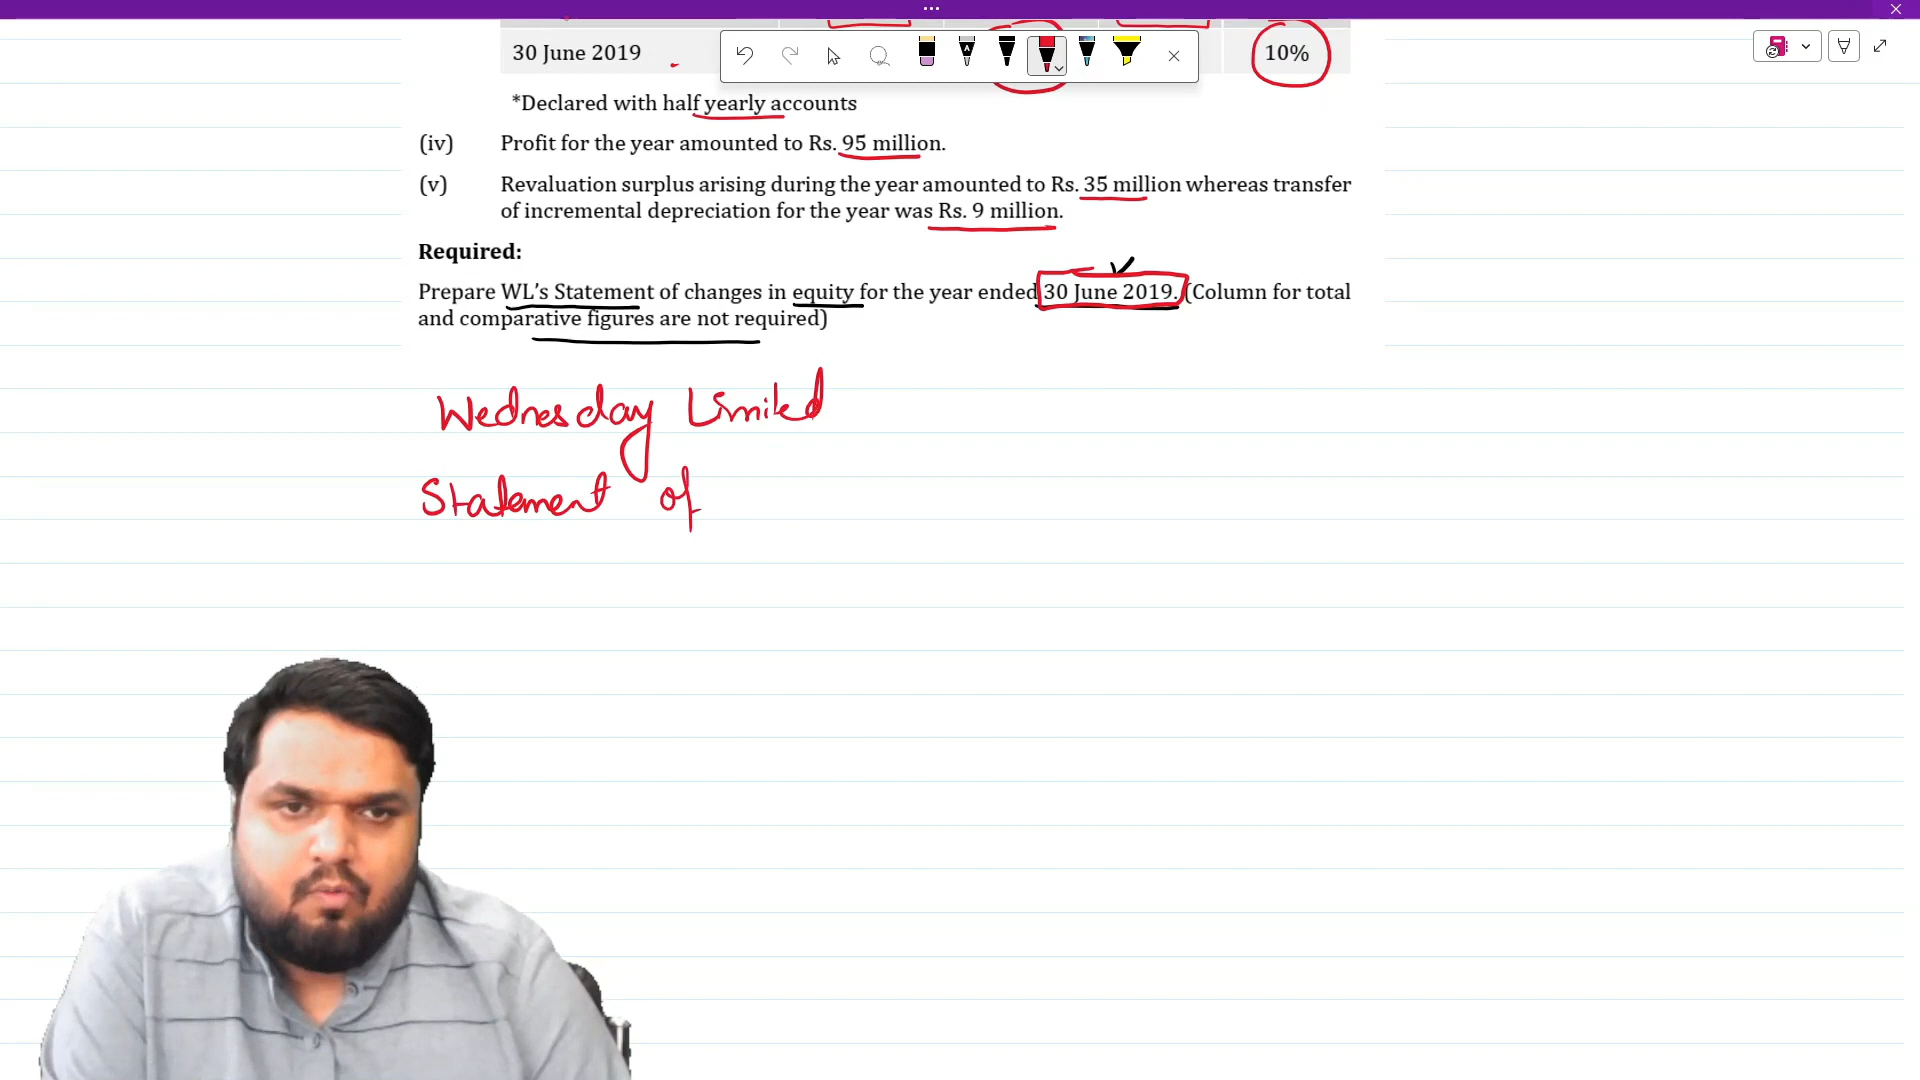 30 June 2019 10%
*Declared with half yearly accounts
(iv) Profit for the year amounted to Rs. 95 million.
(v) Revaluation surplus arising during the year amounted to Rs. 35 million whereas transfer
of incremental depreciation for the year was Rs. 9 million.
Required:
Prepare WL's Statement of changes in equity for the year ended 30 June 2019. (Column for total
and comparative figures are not required)
Wednesday Limited
Statement of